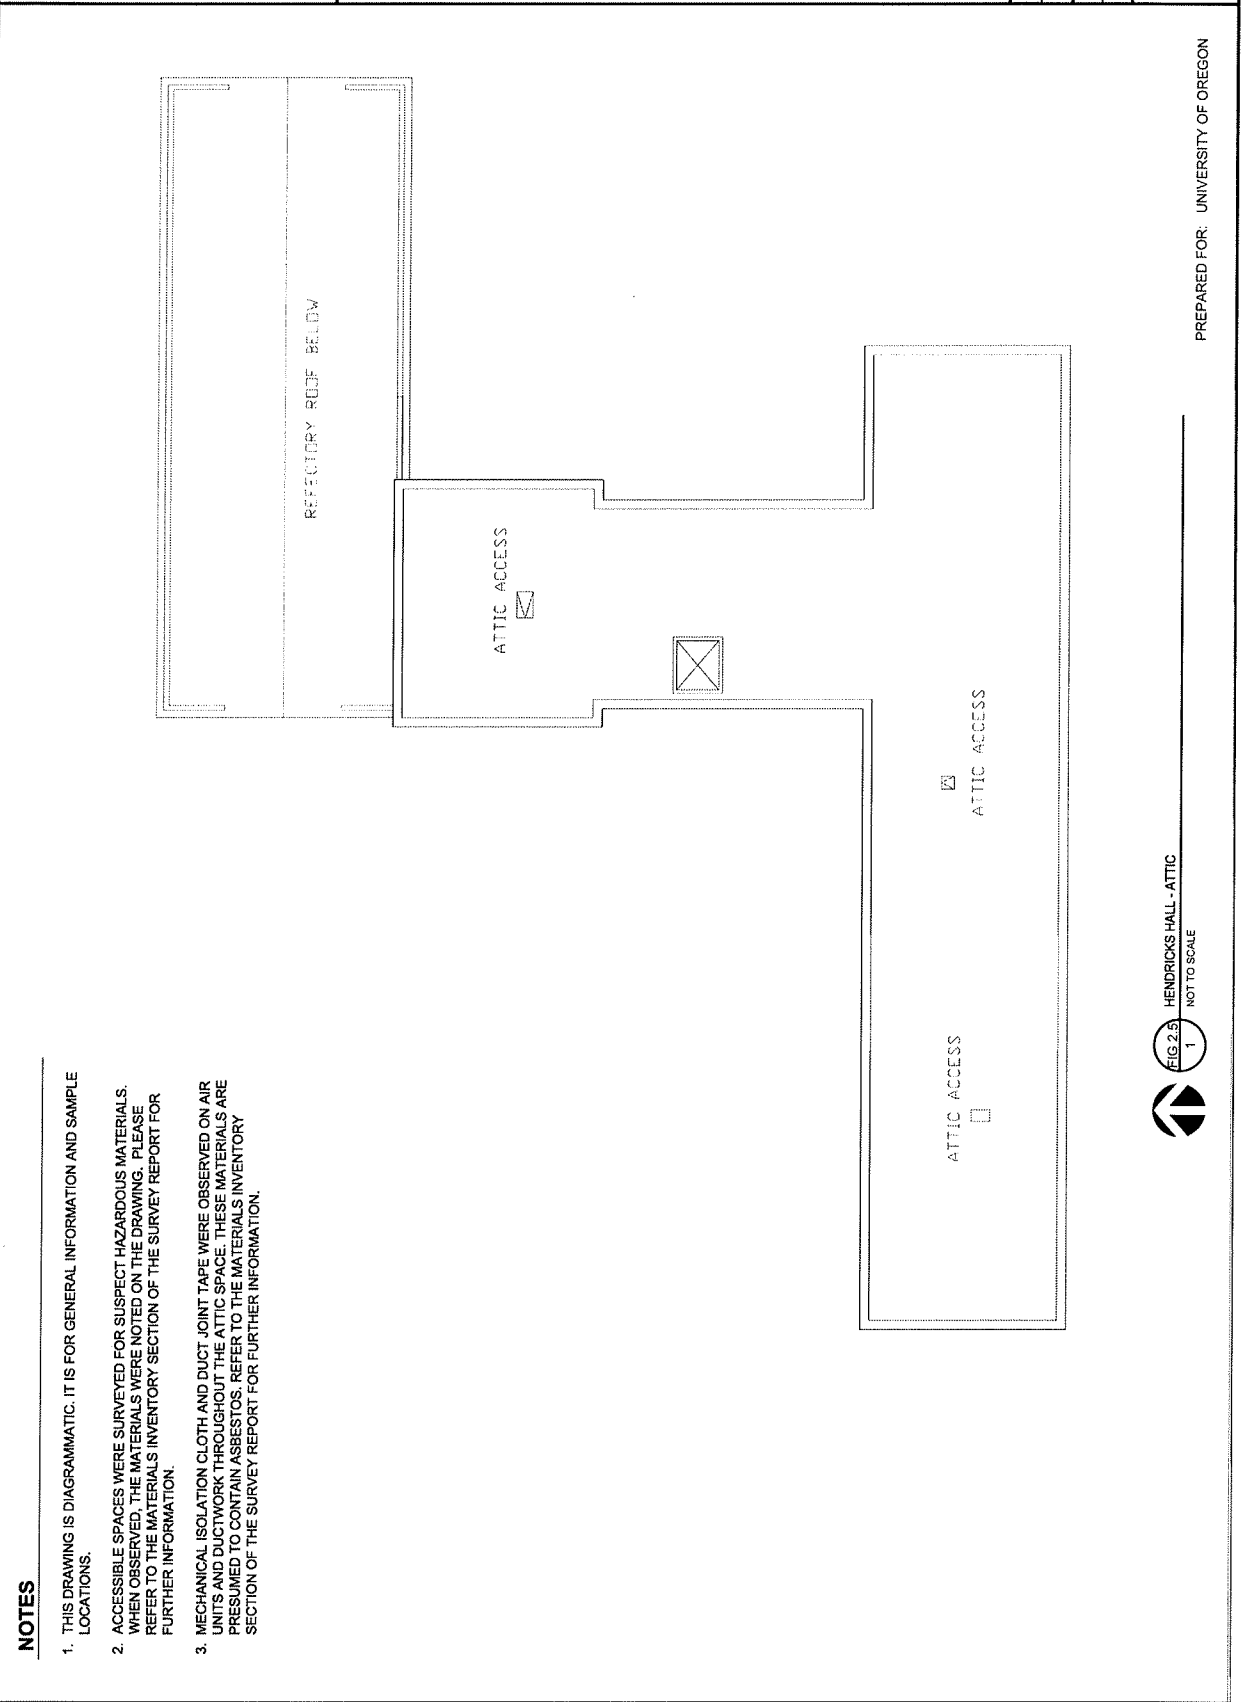 NOTES
1. THIS DRAWING IS DIAGRAMMATIC. IT IS FOR GENERAL INFORMATION AND SAMPLE
LOCATIONS.
2. ACCESSIBLE SPACES WERE SURVEYED FOR SUSPECT HAZARDOUS MATERIALS.
WHEN OBSERVED, THE MATERIALS WERE NOTED ON THE DRAWING. PLEASE
REFER TO THE MATERIALS INVENTORY SECTION OF THE SURVEY REPORT FOR
FURTHER INFORMATION.
3. MECHANICAL ISOLATION CLOTH AND DUCT JOINT TAPE WERE OBSERVED ON AIR
UNITS AND DUCTWORK THROUGHOUT THE ATTIC SPACE. THESE MATERIALS ARE
PRESUMED TO CONTAIN ASBESTOS. REFER TO THE MATERIALS INVENTORY
SECTION OF THE SURVEY REPORT FOR FURTHER INFORMATION.
REFECTORY ROOF BELOW
ATTIC ACCESS
ATTIC ACCESS
ATTIC ACCESS
FIG 2.5
1
HENDRICKS HALL - ATTIC
NOT TO SCALE
PREPARED FOR: UNIVERSITY OF OREGON